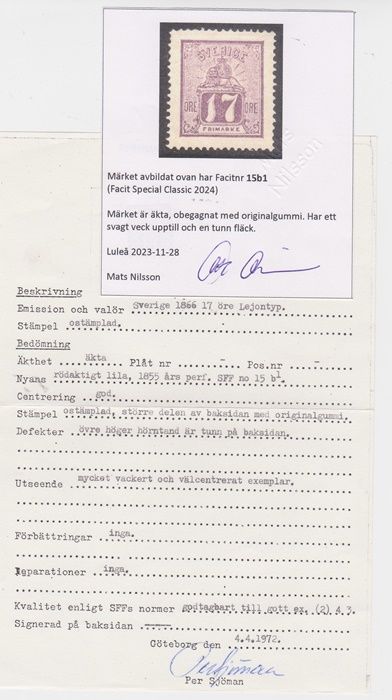 SVERIGE
ÖRE 17 ÖRE
FRIMÄRKE
Mats
Nilsson
Märket avbildat ovan har Facitnr 15b1
(Facit Special Classic 2024)
Märket är äkta, obegagnat med originalgummi. Har ett
svagt veck upptill och en tunn fläck.
Luleå 2023-11-28
Mats Nilsson
Beskrivning
Emission och valör Sverige 1866 17 öre Lejontyp.
Stämpel ostämplad.
Bedömning
Äkthet äkta Plåt nr - Pos.nr -
Nyans rödaktigt lila, 1855 års perf. SFF no 15 b1.
Centrering god.
Stämpel ostämplad, större delen av baksidan med originalgummi.
Defekter övre höger hörntand är tunn på baksidan.
Utseende mycket vackert och välcentrerat exemplar.
Förbättringar inga.
Reparationer inga.
Kvalitet enligt SFFs normer godtagbart till gott ex. (2) 4 3.
Signerad på baksidan -----
Göteborg den 4.4.1972.
Per Sjöman
Per Sjöman